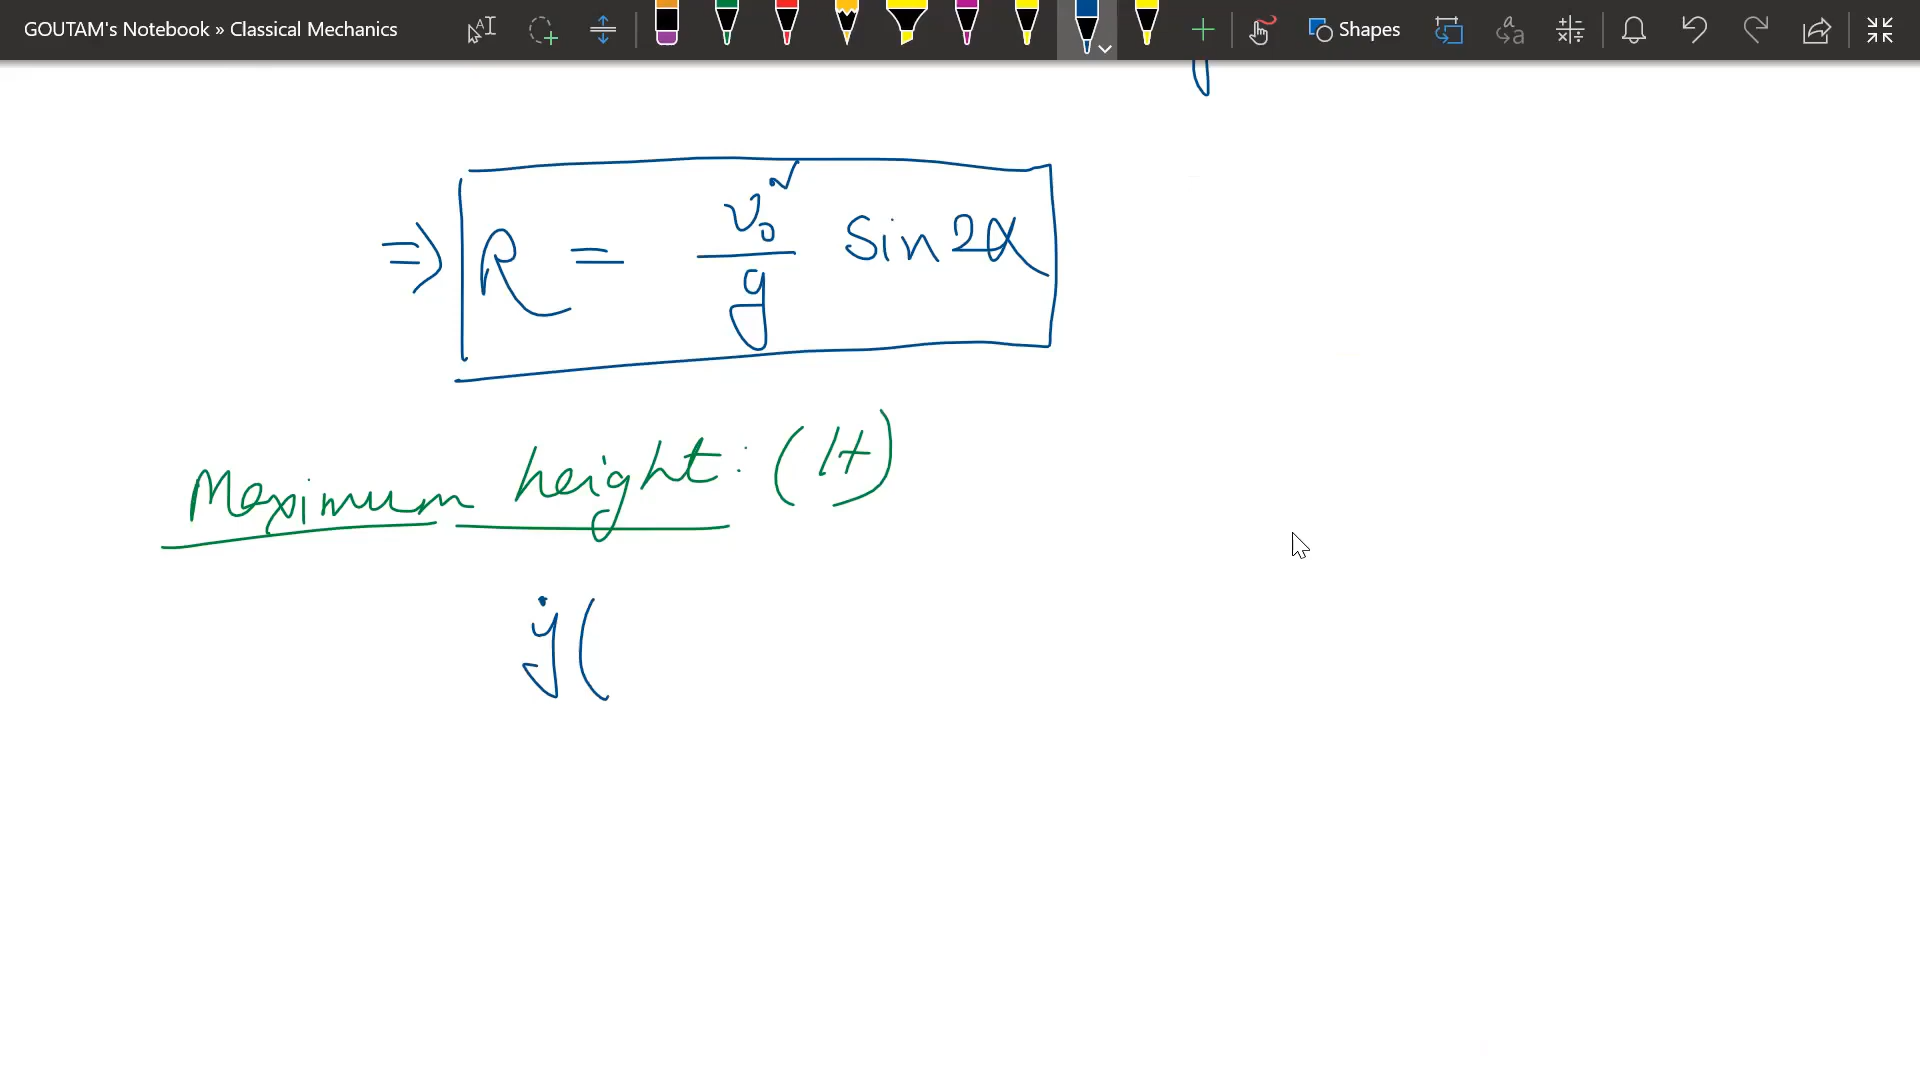 GOUTAM's Notebook » Classical Mechanics
Shapes
⇒ R = v₀² / g sin2α
Maximum height: (H)
ẏ(